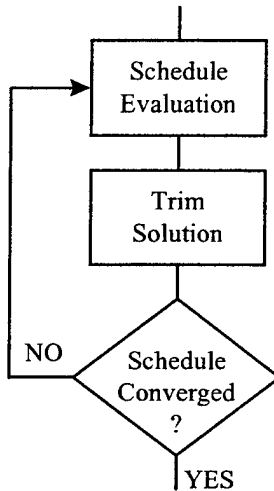 Schedule
Evaluation
Trim
Solution
NO
Schedule
Converged
?
YES